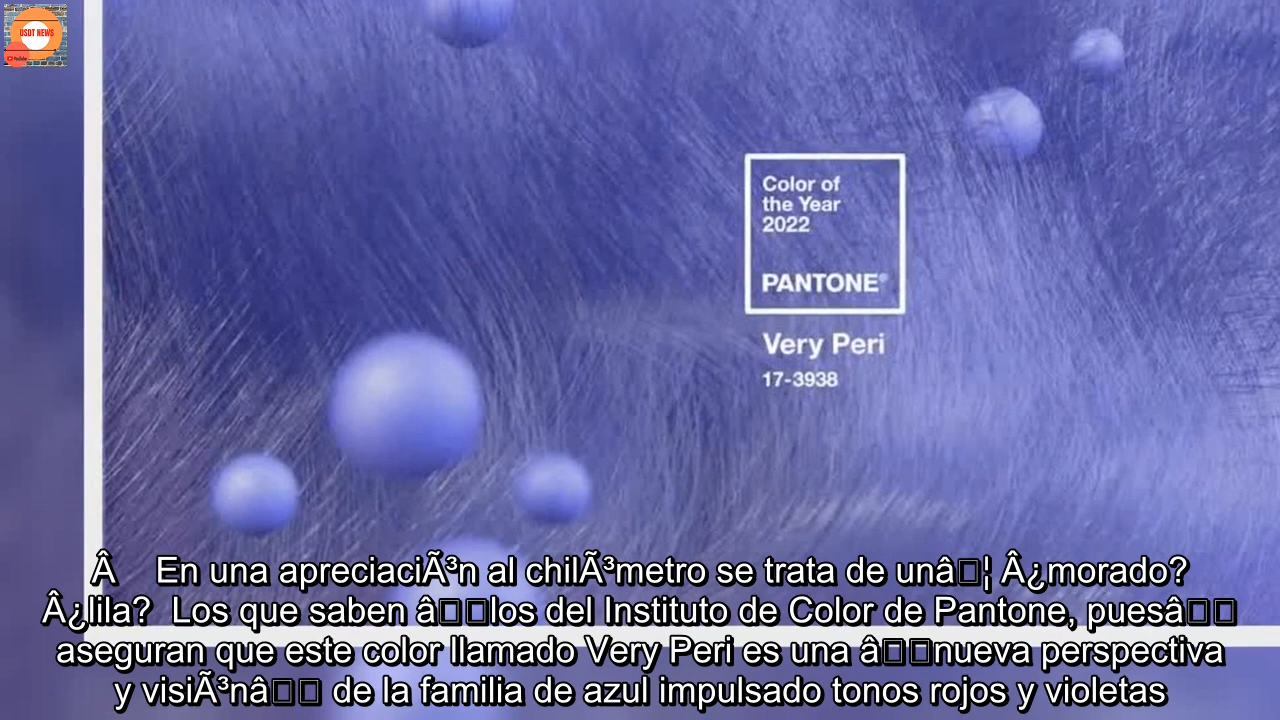 USDT NEWS
Color of
the Year
2022
PANTONE®
Very Peri
17-3938
Â En una apreciaciÃ³n al chilÃ³metro se trata de unâ□¦ Â¿morado?
Â¿lila? Los que saben â□□los del Instituto de Color de Pantone, puesâ□□
aseguran que este color llamado Very Peri es una â□□nueva perspectiva
y visiÃ³nâ□□ de la familia de azul impulsado tonos rojos y violetas